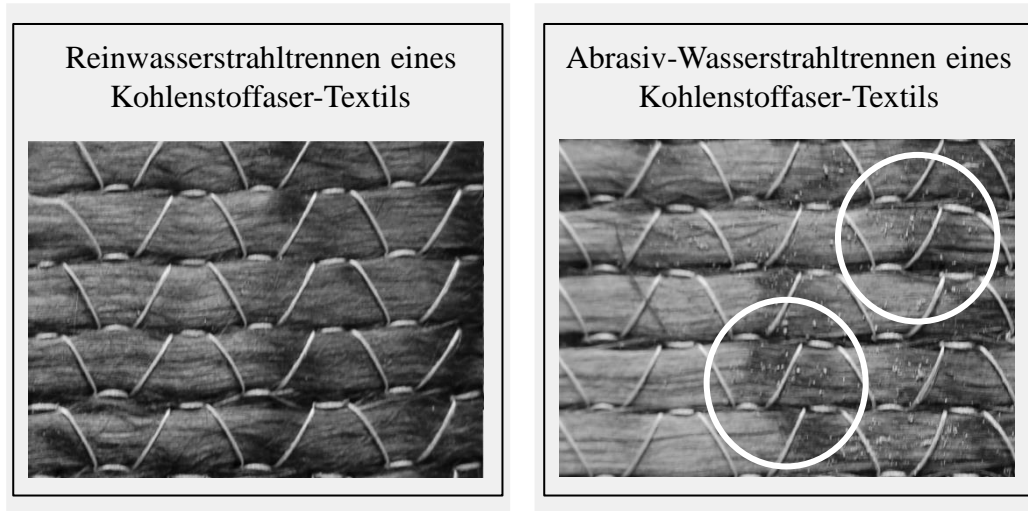 Reinwasserstrahltrennen eines
Kohlenstoffaser-Textils
Abrasiv-Wasserstrahltrennen eines
Kohlenstoffaser-Textils